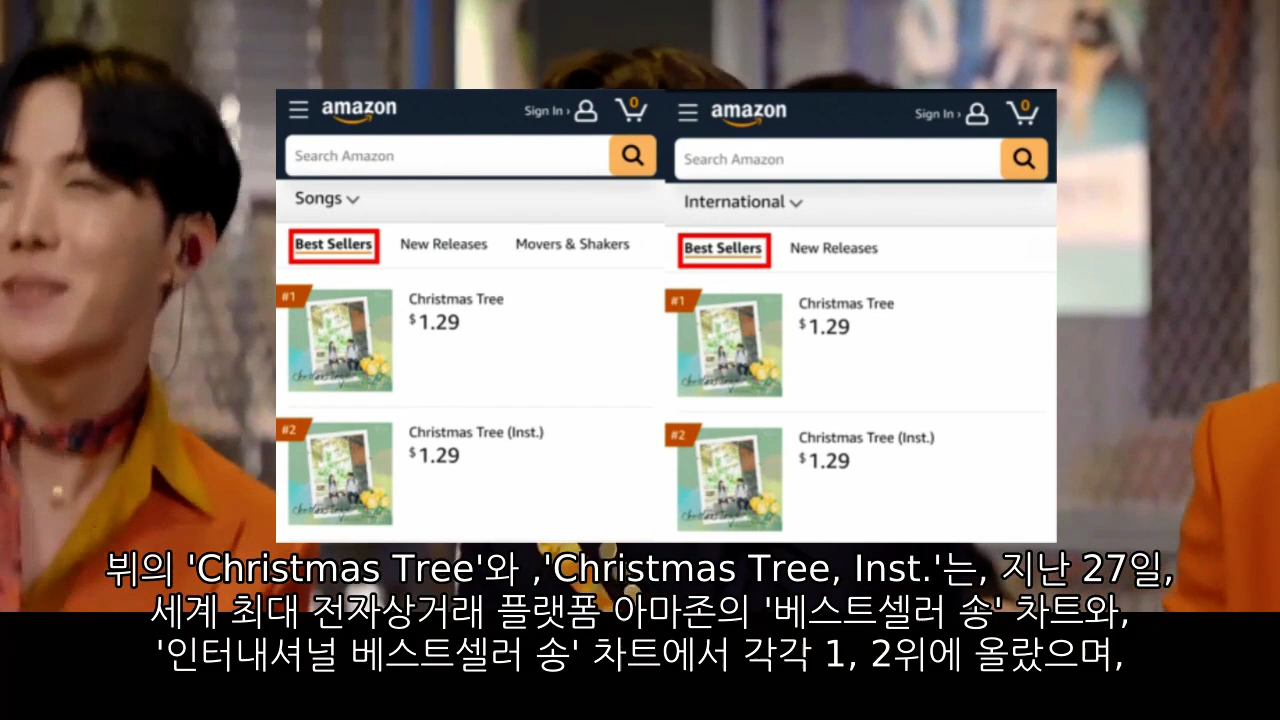 amazon
Sign In ›
0
Search Amazon
Songs
Best Sellers New Releases Movers & Shakers
#1
Christmas Tree
$1.29
#2
Christmas Tree (Inst.)
$1.29
amazon
Sign In ›
0
Search Amazon
International
Best Sellers New Releases
#1
Christmas Tree
$1.29
#2
Christmas Tree (Inst.)
$1.29
뷔의 'Christmas Tree'와 ,'Christmas Tree, Inst.'는, 지난 27일,
세계 최대 전자상거래 플랫폼 아마존의 '베스트셀러 송' 차트와,
'인터내셔널 베스트셀러 송' 차트에서 각각 1, 2위에 올랐으며,